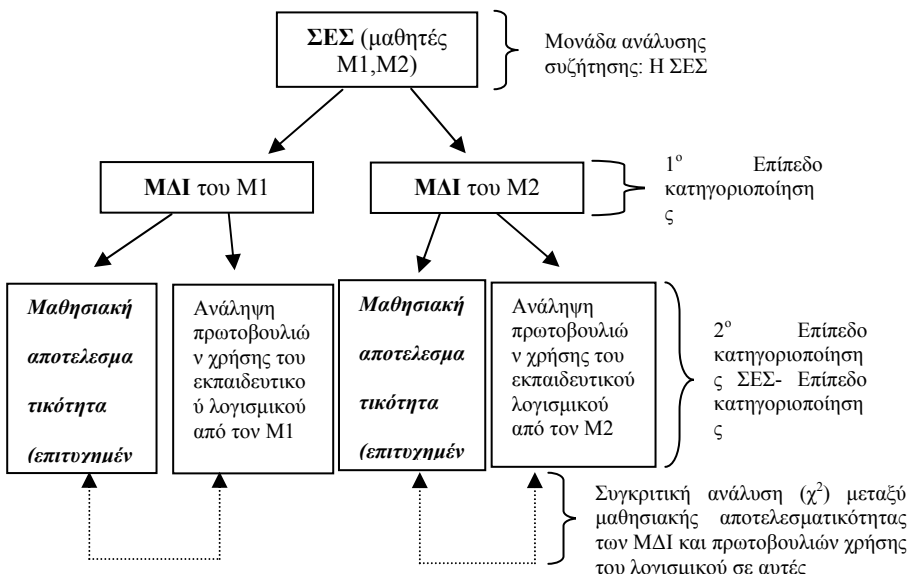 ΣΕΣ (μαθητές
Μ1,Μ2)
Μονάδα ανάλυσης
συζήτησης: Η ΣΕΣ
ΜΔΙ του Μ1
ΜΔΙ του Μ2
1ο Επίπεδο
κατηγοριοποίηση
ς
Μαθησιακή
αποτελεσμα
τικότητα
(επιτυχημέν
Ανάληψη
πρωτοβουλιώ
ν χρήσης του
εκπαιδευτικο
ύ λογισμικού
από τον Μ1
Μαθησιακή
αποτελεσμα
τικότητα
(επιτυχημέν
Ανάληψη
πρωτοβουλιώ
ν χρήσης του
εκπαιδευτικού
λογισμικού
από τον Μ2
2ο Επίπεδο
κατηγοριοποίηση
ς ΣΕΣ- Επίπεδο
κατηγοριοποίηση
ς
Συγκριτική ανάλυση (χ2) μεταξύ
μαθησιακής αποτελεσματικότητας
των ΜΔΙ και πρωτοβουλιών χρήσης
του λογισμικού σε αυτές